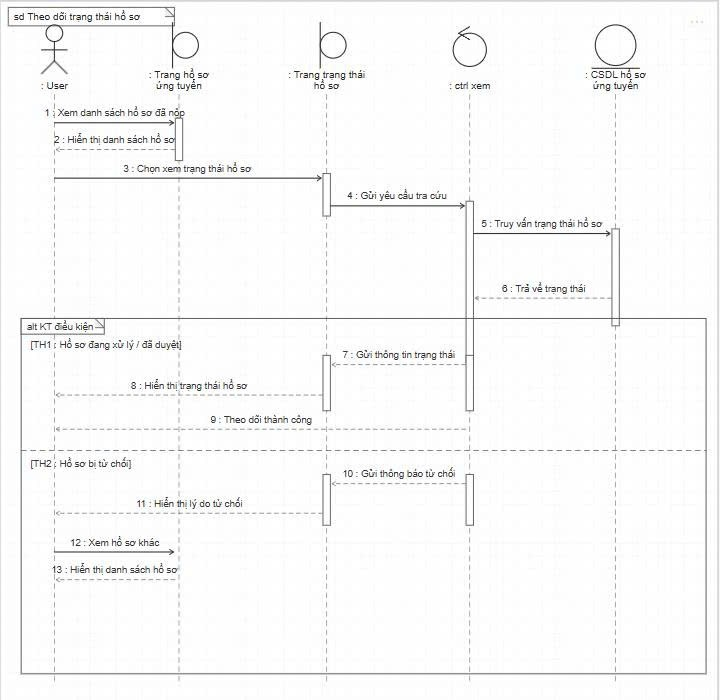 sd Theo dõi trạng thái hồ sơ
: User
: Trang hồ sơ
ứng tuyển
: Trang trạng thái
hồ sơ
: ctrl xem
: CSDL hồ sơ
ứng tuyển
1 : Xem danh sách hồ sơ đã nộp
2 : Hiển thị danh sách hồ sơ
3 : Chọn xem trạng thái hồ sơ
4 : Gửi yêu cầu tra cứu
5 : Truy vấn trạng thái hồ sơ
6 : Trả về trạng thái
alt KT điều kiện
[TH1 : Hồ sơ đang xử lý / đã duyệt]
7 : Gửi thông tin trạng thái
8 : Hiển thị trạng thái hồ sơ
9 : Theo dõi thành công
[TH2 : Hồ sơ bị từ chối]
10 : Gửi thông báo từ chối
11 : Hiển thị lý do từ chối
12 : Xem hồ sơ khác
13 : Hiển thị danh sách hồ sơ